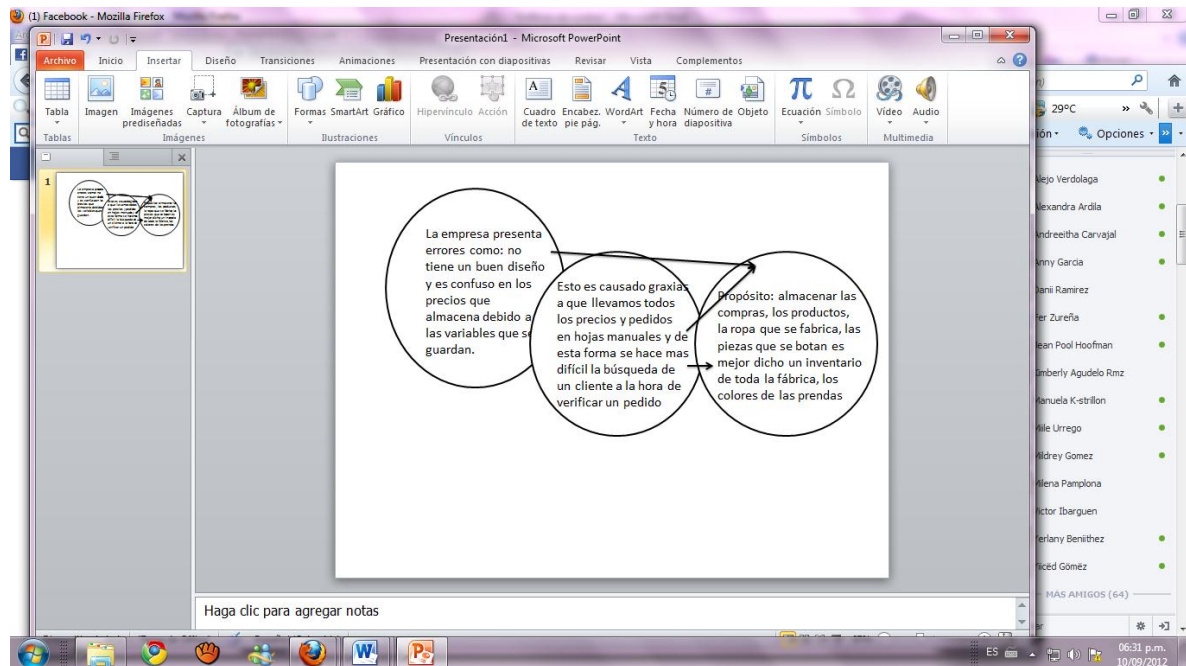 (1) Facebook - Mozilla Firefox
Presentación1 - Microsoft PowerPoint
Archivo Inicio Insertar Diseño Transiciones Animaciones Presentación con diapositivas Revisar Vista Complementos
Tabla
Imagen
Imágenes
prediseñadas
Captura
Álbum de
fotografías
Formas
SmartArt
Gráfico
Hipervínculo
Acción
Cuadro
de texto
Encabez.
pie pág.
WordArt
Fecha
y hora
Número de
diapositiva
Objeto
Ecuación
Símbolo
Vídeo
Audio
Tablas
Imágenes
Ilustraciones
Vínculos
Texto
Símbolos
Multimedia
1
La empresa presenta
errores como: no
tiene un buen diseño
y es confuso en los
precios que
almacena debido a
las variables que se
guardan.
Esto es causado graxias
a que llevamos todos
los precios y pedidos
en hojas manuales y de
esta forma se hace mas
difícil la búsqueda de
un cliente a la hora de
verificar un pedido
Propósito: almacenar las
compras, los productos,
la ropa que se fabrica, las
piezas que se botan es
mejor dicho un inventario
de toda la fábrica, los
colores de las prendas
Haga clic para agregar notas
29°C
Opciones
Alejo Verdolaga
Alexandra Ardila
Andreeitha Carvajal
Anny Garcia
Danii Ramirez
Zureña
Jean Pool Hoofman
Kimberly Agudelo Rmz
Manuela K-strillon
Urrego
Mildrey Gomez
Milena Pamplona
Victor Ibarguen
Yerlany Beniithez
Gömëz
MÁS AMIGOS (64)
ES
06:31 p.m.
10/09/2012